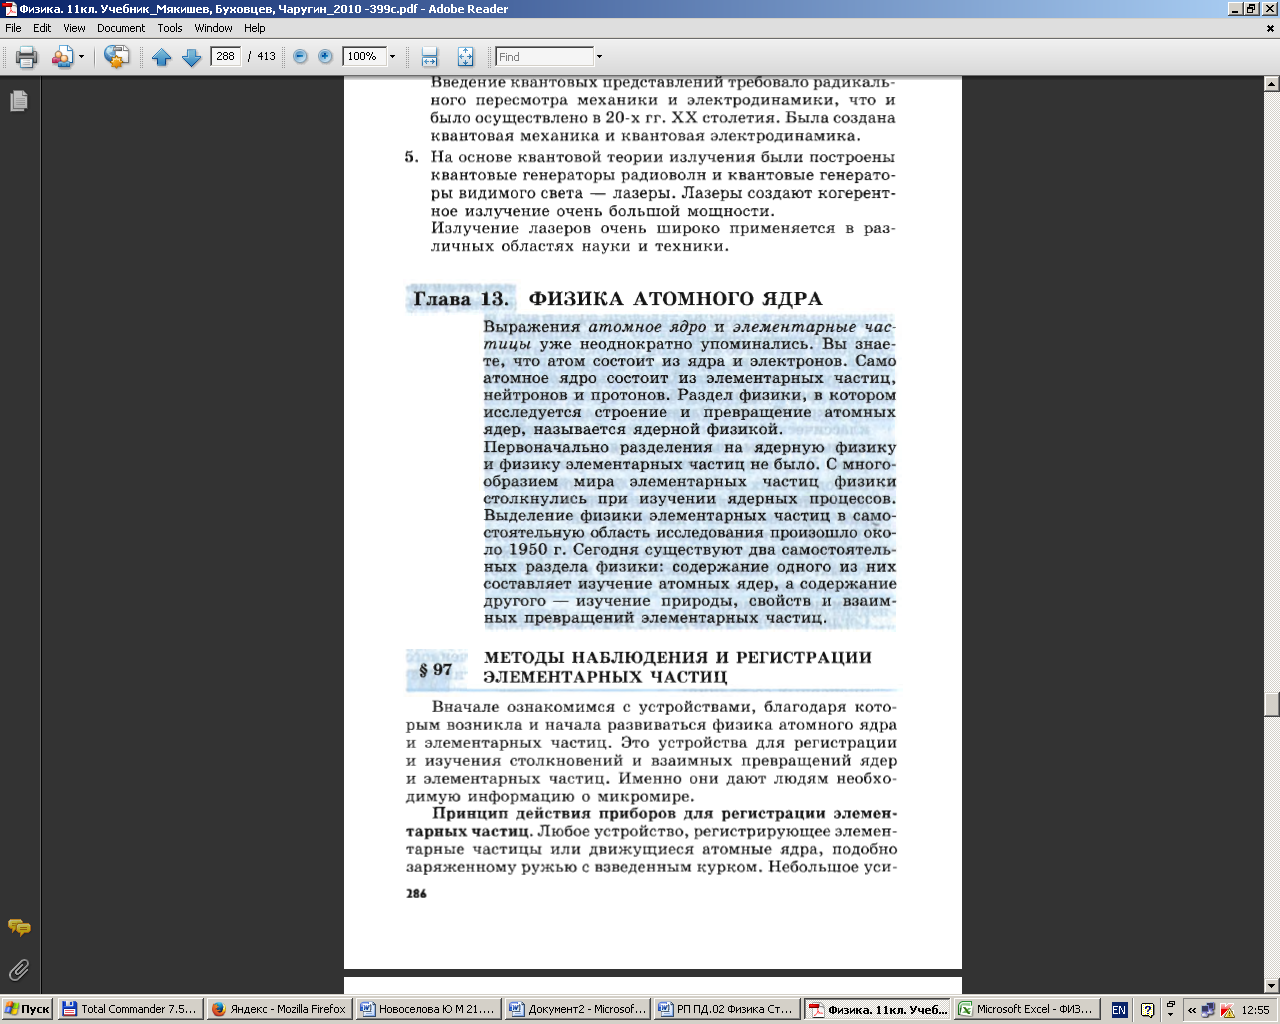 Физика. 11кл. Учебник_Мякишев, Буховцев, Чаругин_2010 -399с.pdf - Adobe Reader
File Edit View Document Tools Window Help
288 / 413 100% Find
Введение квантовых представлений требовало радикаль-
ного пересмотра механики и электродинамики, что и
было осуществлено в 20-х гг. XX столетия. Была создана
квантовая механика и квантовая электродинамика.
5. На основе квантовой теории излучения были построены
квантовые генераторы радиоволн и квантовые генерато-
ры видимого света — лазеры. Лазеры создают когерент-
ное излучение очень большой мощности.
Излучение лазеров очень широко применяется в раз-
личных областях науки и техники.
Глава 13. ФИЗИКА АТОМНОГО ЯДРА
Выражения атомное ядро и элементарные час-
тицы уже неоднократно упоминались. Вы знае-
те, что атом состоит из ядра и электронов. Само
атомное ядро состоит из элементарных частиц,
нейтронов и протонов. Раздел физики, в котором
исследуется строение и превращение атомных
ядер, называется ядерной физикой.
Первоначально разделения на ядерную физику
и физику элементарных частиц не было. С много-
образием мира элементарных частиц физики
столкнулись при изучении ядерных процессов.
Выделение физики элементарных частиц в само-
стоятельную область исследования произошло око-
ло 1950 г. Сегодня существуют два самостоятель-
ных раздела физики: содержание одного из них
составляет изучение атомных ядер, а содержание
другого — изучение природы, свойств и взаим-
ных превращений элементарных частиц.
§ 97 МЕТОДЫ НАБЛЮДЕНИЯ И РЕГИСТРАЦИИ
ЭЛЕМЕНТАРНЫХ ЧАСТИЦ
Вначале ознакомимся с устройствами, благодаря кото-
рым возникла и начала развиваться физика атомного ядра
и элементарных частиц. Это устройства для регистрации
и изучения столкновений и взаимных превращений ядер
и элементарных частиц. Именно они дают людям необхо-
димую информацию о микромире.
Принцип действия приборов для регистрации элемен-
тарных частиц. Любое устройство, регистрирующее элемен-
тарные частицы или движущиеся атомные ядра, подобно
заряженному ружью с взведенным курком. Небольшое уси-
286
Пуск Total Commander 7.5... Яндекс - Mozilla Firefox Новоселова Ю М 21.... Документ2 - Microsof... РП ПД.02 Физика Ст... Физика. 11кл. Учеб... Microsoft Excel - ФИЗ... EN « 12:55